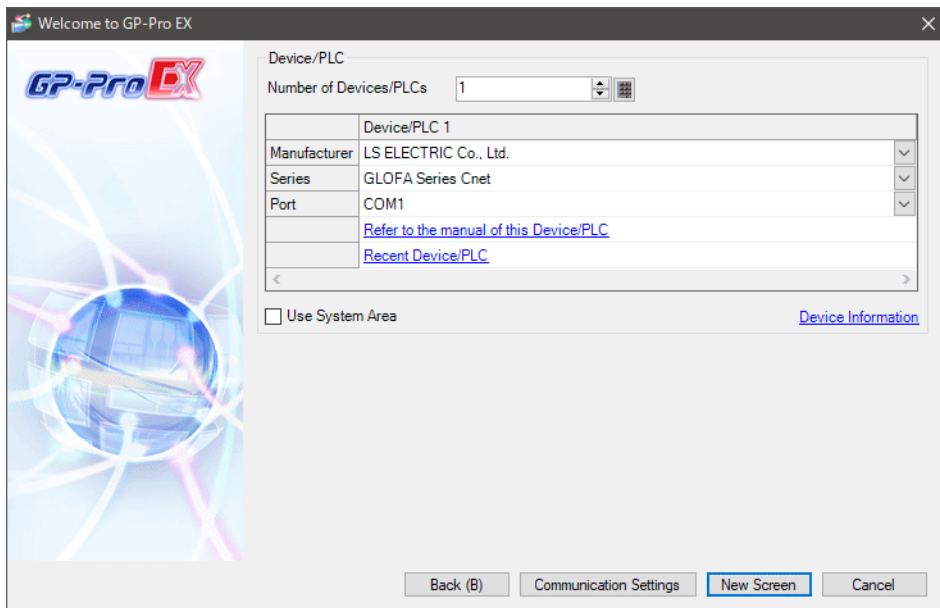 Welcome to GP-Pro EX
GP-Pro EX
Device/PLC
Number of Devices/PLCs 1
Device/PLC 1
Manufacturer LS ELECTRIC Co., Ltd.
Series GLOFA Series Cnet
Port COM1
Refer to the manual of this Device/PLC
Recent Device/PLC
Use System Area Device Information
Back (B) Communication Settings New Screen Cancel